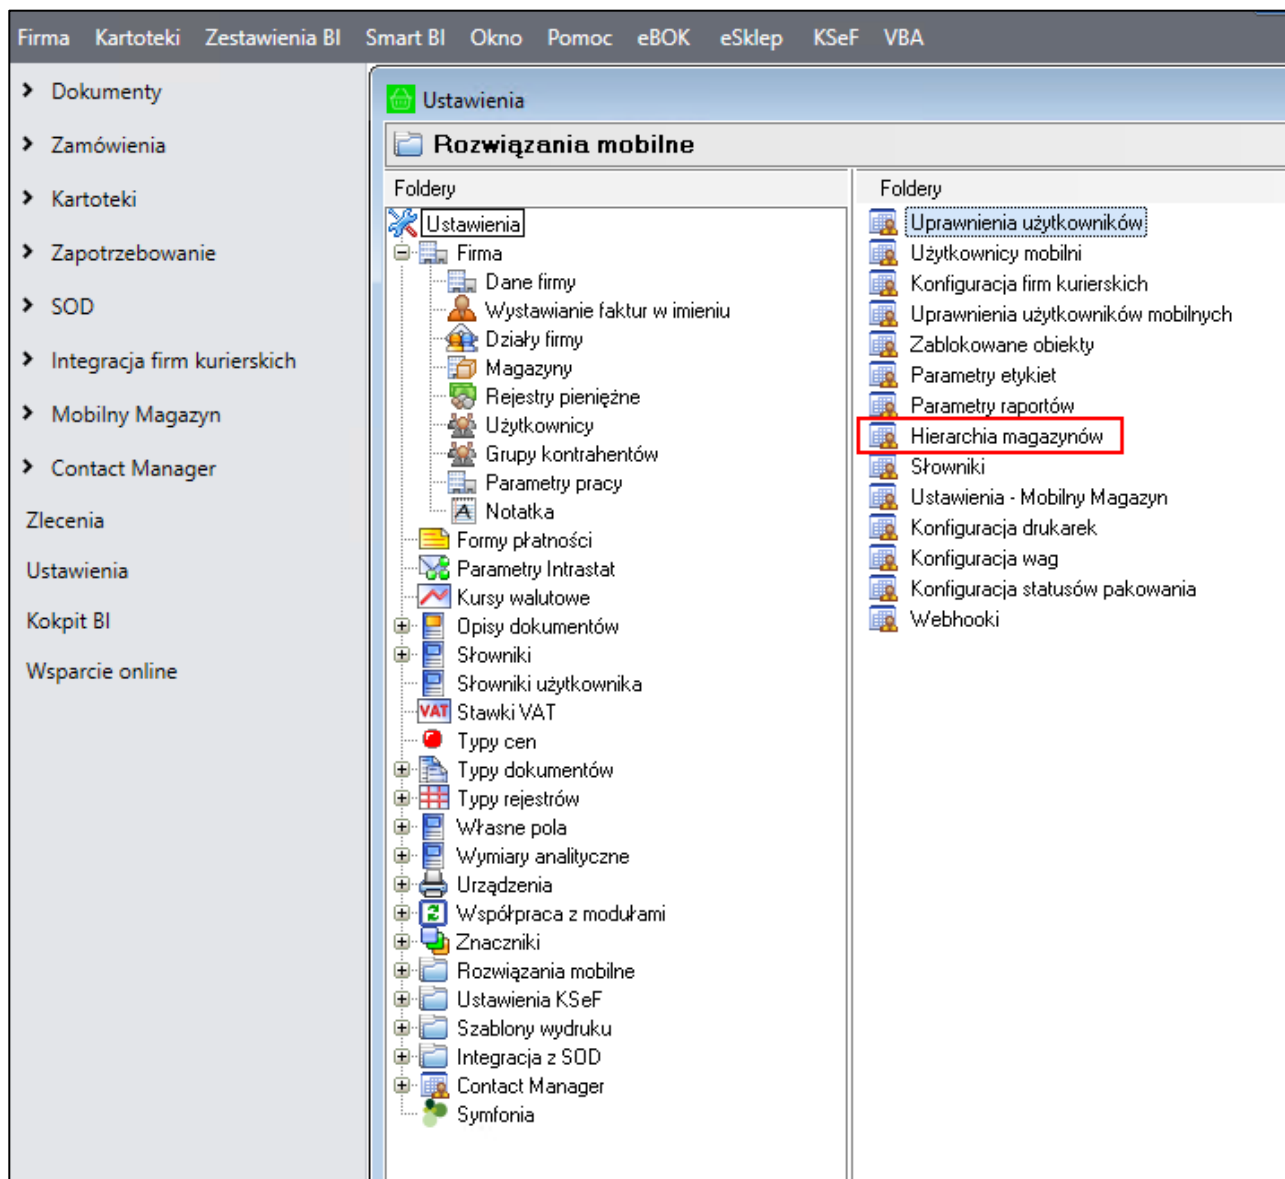 Firma Kartoteki Zestawienia BI Smart BI Okno Pomoc eBOK eSklep KSeF VBA
Dokumenty
Zamówienia
Kartoteki
Zapotrzebowanie
SOD
Integracja firm kurierskich
Mobilny Magazyn
Contact Manager
Zlecenia
Ustawienia
Kokpit BI
Wsparcie online
Ustawienia
Rozwiązania mobilne
Foldery
Ustawienia
Firma
Dane firmy
Wystawianie faktur w imieniu
Działy firmy
Magazyny
Rejestry pieniężne
Użytkownicy
Grupy kontrahentów
Parametry pracy
Notatka
Formy płatności
Parametry Intrastat
Kursy walutowe
Opisy dokumentów
Słowniki
Słowniki użytkownika
VAT Stawki VAT
Typy cen
Typy dokumentów
Typy rejestrów
Własne pola
Wymiary analityczne
Urządzenia
Współpraca z modułami
Znaczniki
Rozwiązania mobilne
Ustawienia KSeF
Szablony wydruku
Integracja z SOD
Contact Manager
Symfonia
Foldery
Uprawnienia użytkowników
Użytkownicy mobilni
Konfiguracja firm kurierskich
Uprawnienia użytkowników mobilnych
Zablokowane obiekty
Parametry etykiet
Parametry raportów
Hierarchia magazynów
Słowniki
Ustawienia - Mobilny Magazyn
Konfiguracja drukarek
Konfiguracja wag
Konfiguracja statusów pakowania
Webhooki